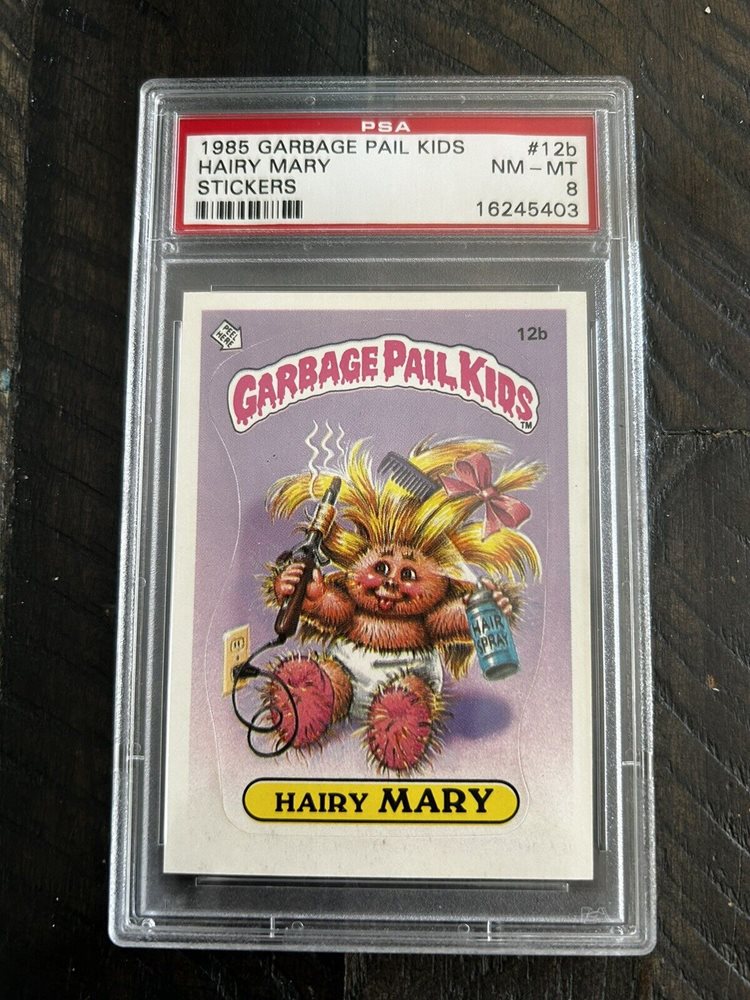 PSA
1985 GARBAGE PAIL KIDS #12b
HAIRY MARY NM - MT
STICKERS 8
16245403
PEEL HERE
12b
GARBAGE PAIL KIDS
TM
HAIR
SPRAY
HAIRY MARY